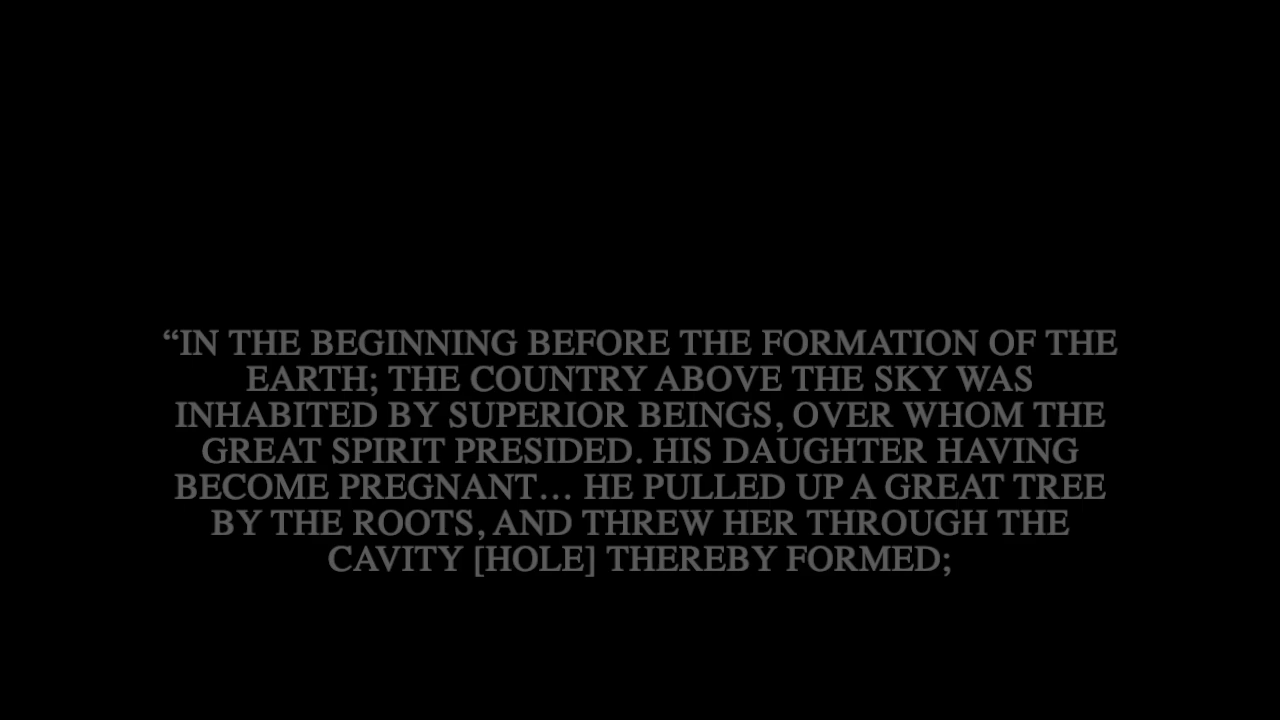 “IN THE BEGINNING BEFORE THE FORMATION OF THE
EARTH; THE COUNTRY ABOVE THE SKY WAS
INHABITED BY SUPERIOR BEINGS, OVER WHOM THE
GREAT SPIRIT PRESIDED. HIS DAUGHTER HAVING
BECOME PREGNANT… HE PULLED UP A GREAT TREE
BY THE ROOTS, AND THREW HER THROUGH THE
CAVITY [HOLE] THEREBY FORMED;